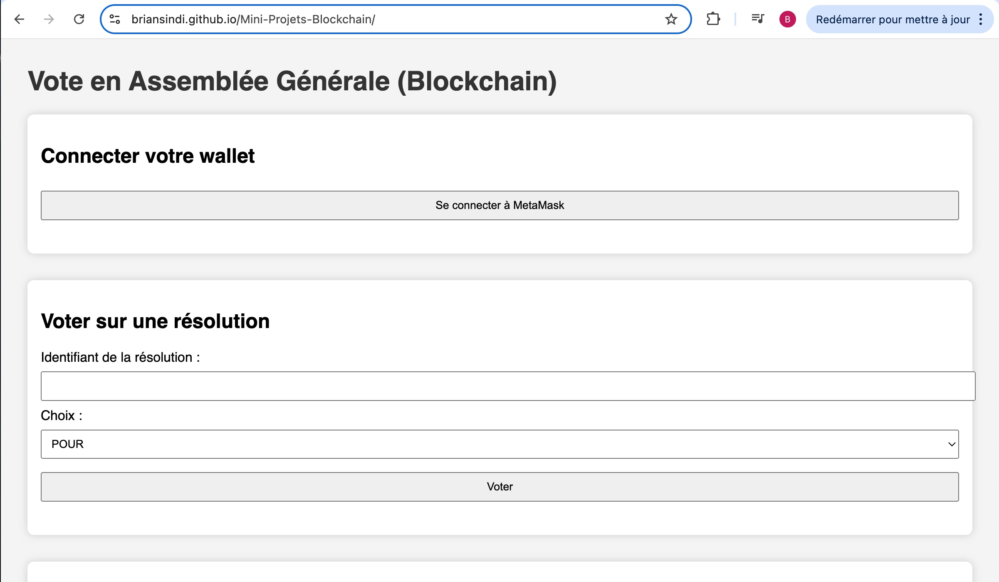 briansindi.github.io/Mini-Projets-Blockchain/
B
Redémarrer pour mettre à jour
Vote en Assemblée Générale (Blockchain)
Connecter votre wallet
Se connecter à MetaMask
Voter sur une résolution
Identifiant de la résolution :
Choix :
POUR
Voter